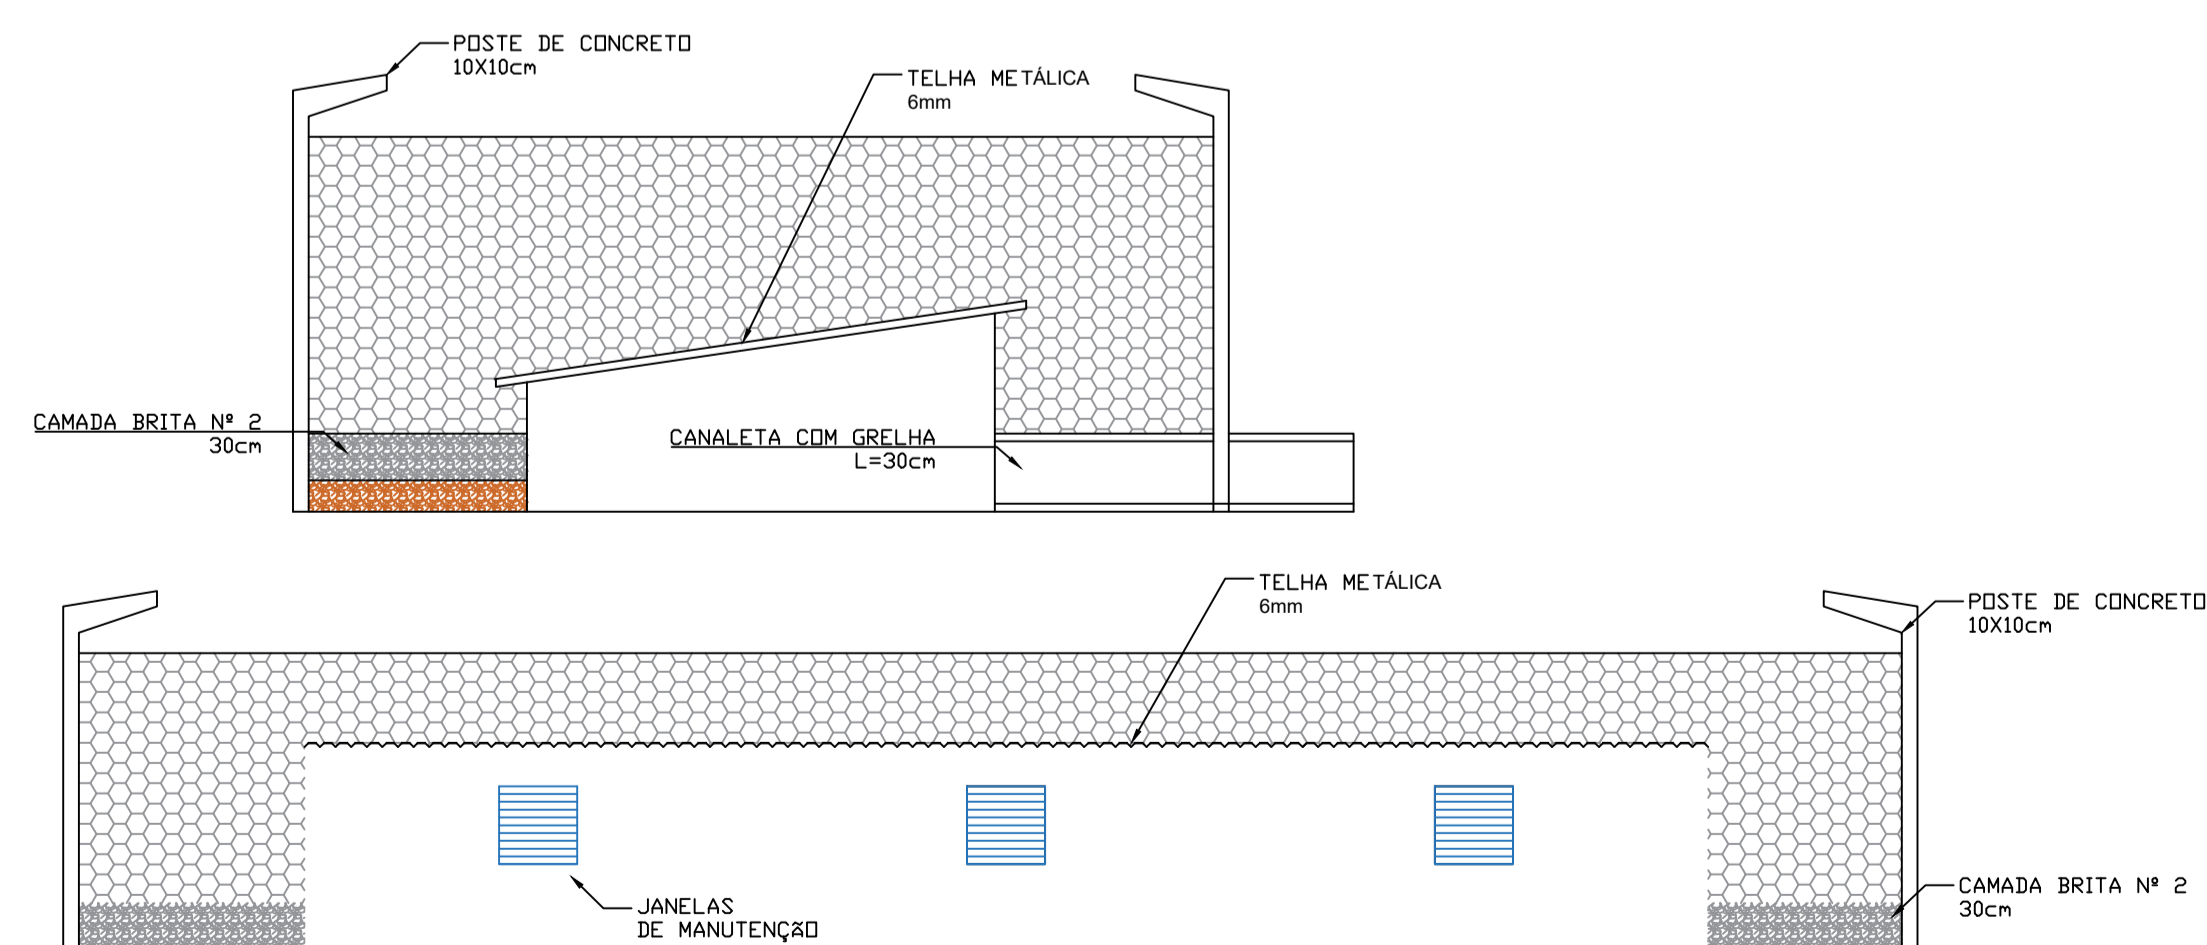 POSTE DE CONCRETO
10X10cm
TELHA METÁLICA
6mm
CAMADA BRITA Nº 2
30cm
CANALETA COM GRELHA
L=30cm
TELHA METÁLICA
6mm
POSTE DE CONCRETO
10X10cm
JANELAS
DE MANUTENÇÃO
CAMADA BRITA Nº 2
30cm